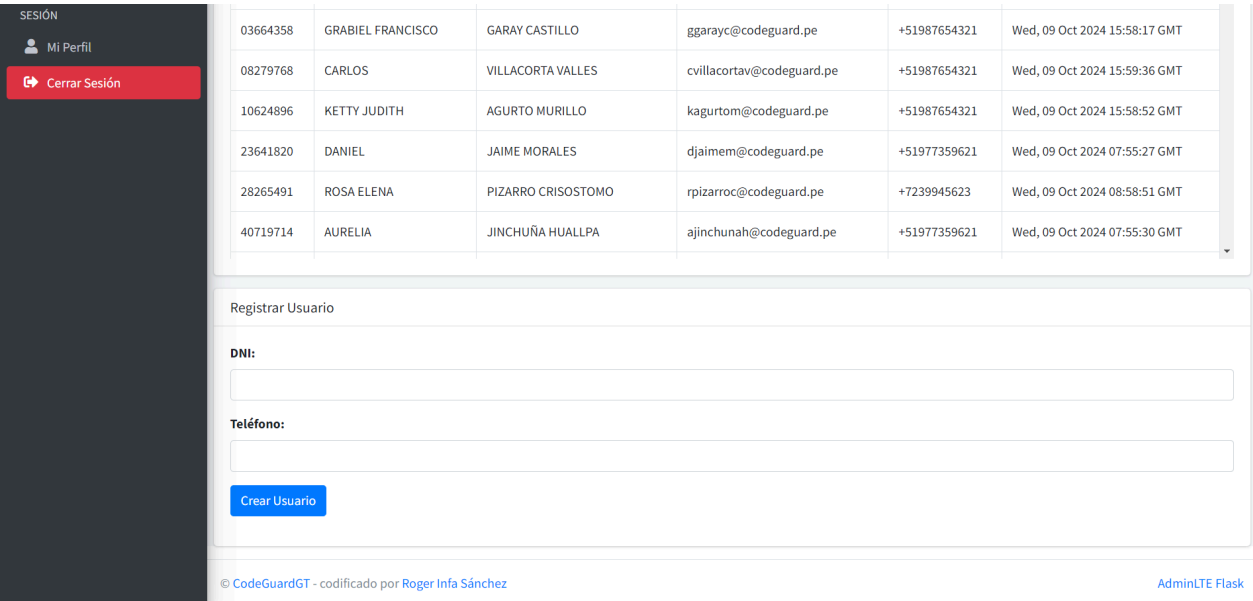 SESIÓN
Mi Perfil
Cerrar Sesión
03664358 GRABIEL FRANCISCO GARAY CASTILLO ggarayc@codeguard.pe +51987654321 Wed, 09 Oct 2024 15:58:17 GMT
08279768 CARLOS VILLACORTA VALLES cvillacortav@codeguard.pe +51987654321 Wed, 09 Oct 2024 15:59:36 GMT
10624896 KETTY JUDITH AGURTO MURILLO kagurtom@codeguard.pe +51987654321 Wed, 09 Oct 2024 15:58:52 GMT
23641820 DANIEL JAIME MORALES djaimem@codeguard.pe +51977359621 Wed, 09 Oct 2024 07:55:27 GMT
28265491 ROSA ELENA PIZARRO CRISOSTOMO rpizarroc@codeguard.pe +7239945623 Wed, 09 Oct 2024 08:58:51 GMT
40719714 AURELIA JINCHUÑA HUALLPA ajinchunah@codeguard.pe +51977359621 Wed, 09 Oct 2024 07:55:30 GMT
Registrar Usuario
DNI:
Teléfono:
Crear Usuario
© CodeGuardGT - codificado por Roger Infa Sánchez AdminLTE Flask